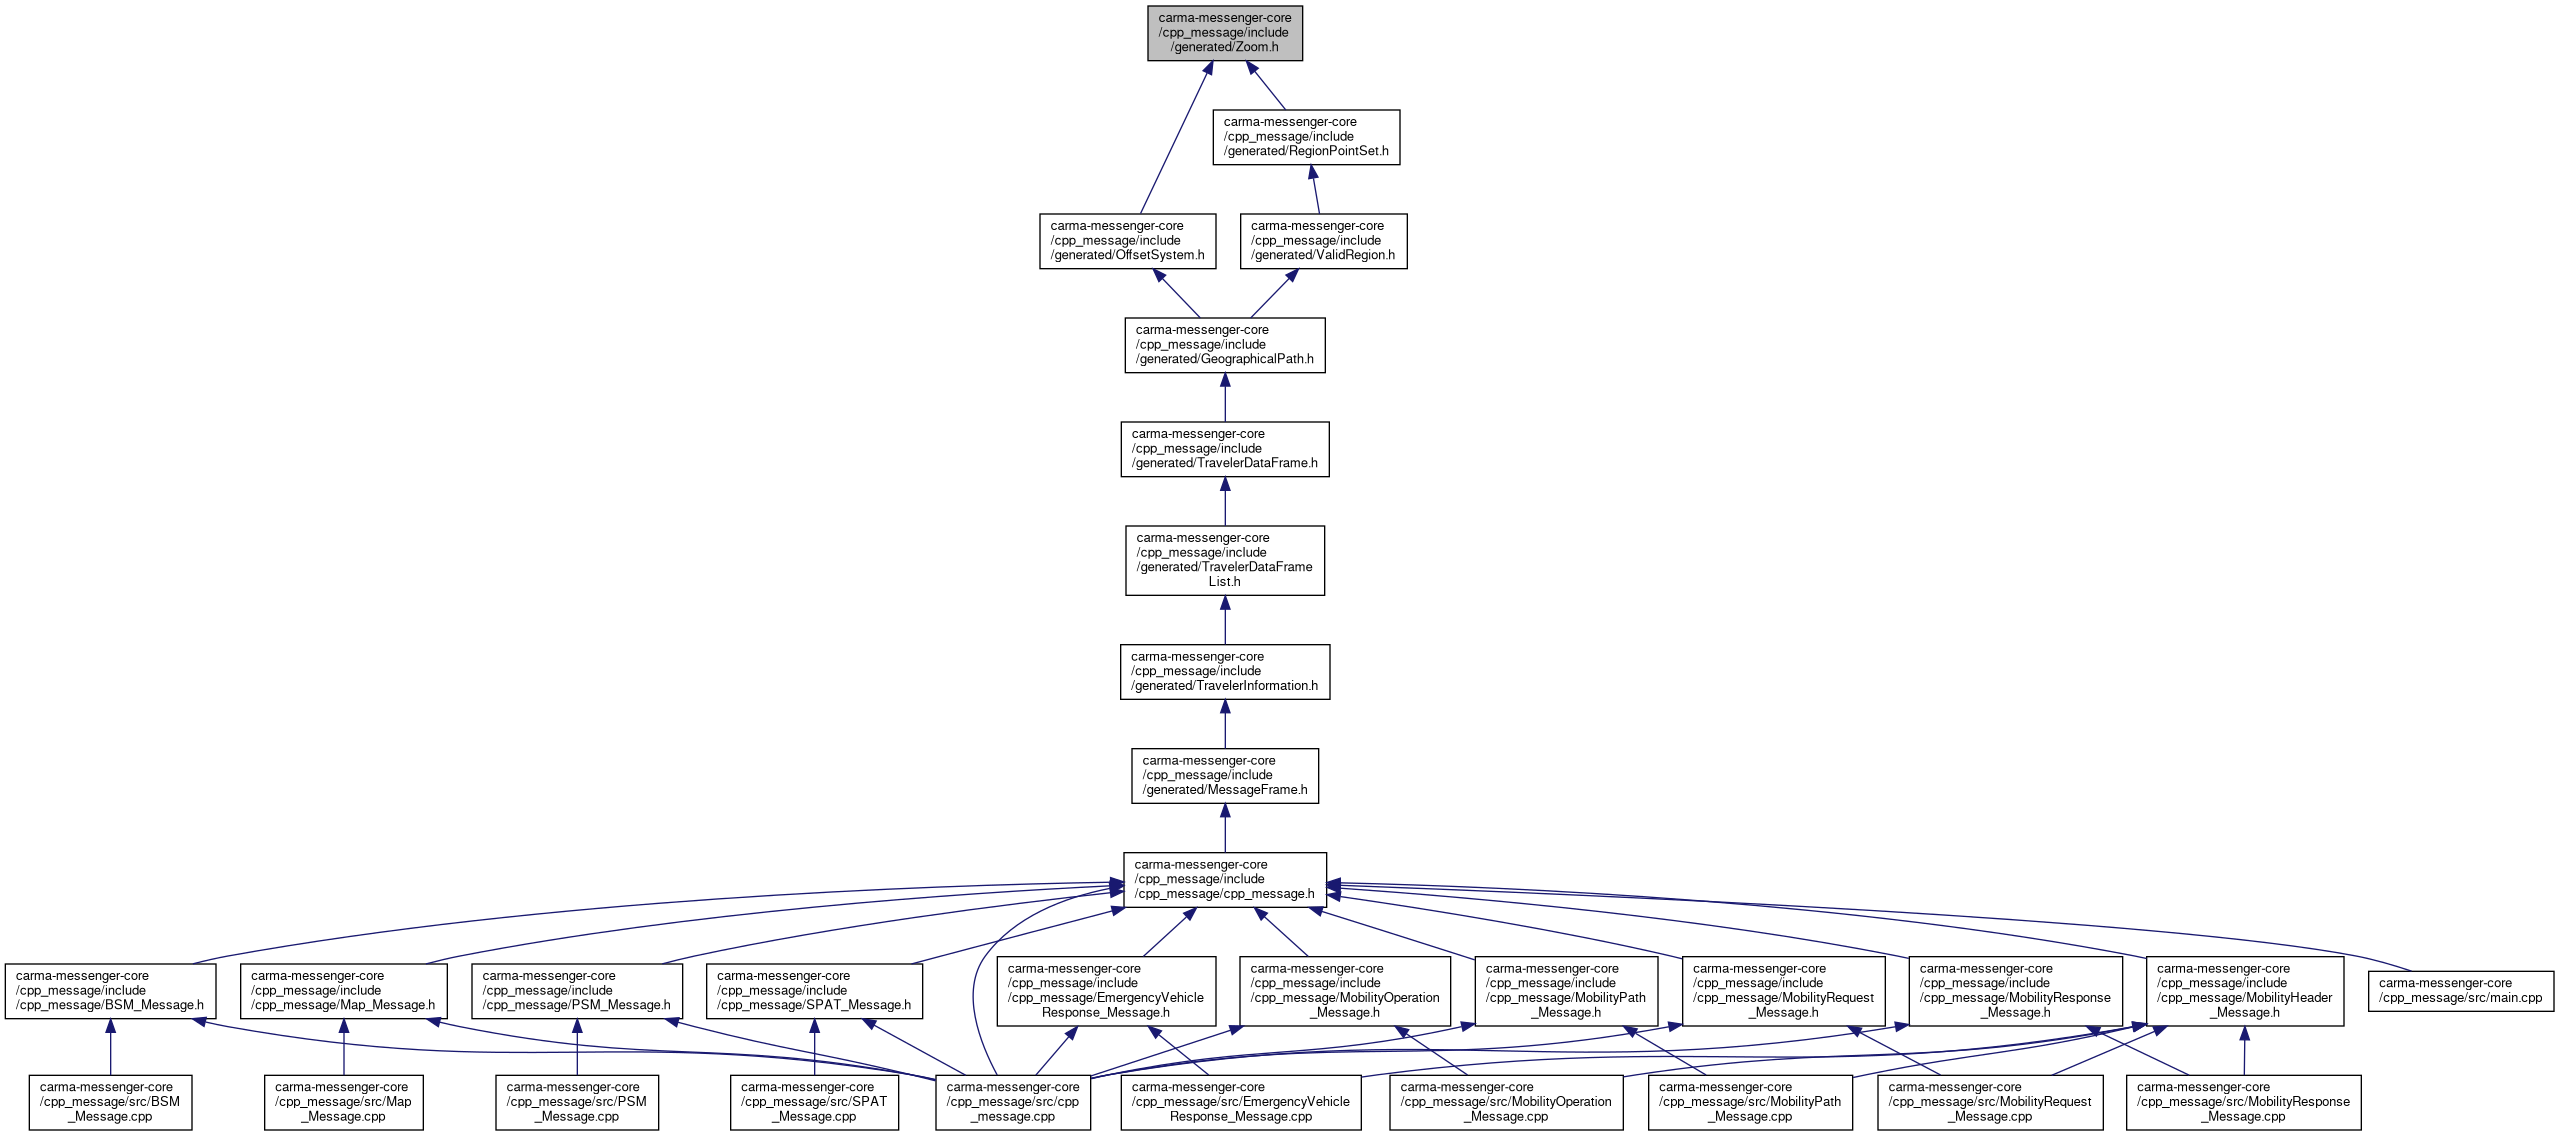 carma-messenger-core
/cpp_message/include
/generated/Zoom.h
carma-messenger-core
/cpp_message/include
/generated/RegionPointSet.h
carma-messenger-core
/cpp_message/include
/generated/OffsetSystem.h
carma-messenger-core
/cpp_message/include
/generated/ValidRegion.h
carma-messenger-core
/cpp_message/include
/generated/GeographicalPath.h
carma-messenger-core
/cpp_message/include
/generated/TravelerDataFrame.h
carma-messenger-core
/cpp_message/include
/generated/TravelerDataFrame
List.h
carma-messenger-core
/cpp_message/include
/generated/TravelerInformation.h
carma-messenger-core
/cpp_message/include
/generated/MessageFrame.h
carma-messenger-core
/cpp_message/include
/cpp_message/cpp_message.h
carma-messenger-core
/cpp_message/include
/cpp_message/BSM_Message.h
carma-messenger-core
/cpp_message/include
/cpp_message/Map_Message.h
carma-messenger-core
/cpp_message/include
/cpp_message/PSM_Message.h
carma-messenger-core
/cpp_message/include
/cpp_message/SPAT_Message.h
carma-messenger-core
/cpp_message/include
/cpp_message/EmergencyVehicle
Response_Message.h
carma-messenger-core
/cpp_message/include
/cpp_message/MobilityOperation
_Message.h
carma-messenger-core
/cpp_message/include
/cpp_message/MobilityPath
_Message.h
carma-messenger-core
/cpp_message/include
/cpp_message/MobilityRequest
_Message.h
carma-messenger-core
/cpp_message/include
/cpp_message/MobilityResponse
_Message.h
carma-messenger-core
/cpp_message/include
/cpp_message/MobilityHeader
_Message.h
carma-messenger-core
/cpp_message/src/main.cpp
carma-messenger-core
/cpp_message/src/BSM
_Message.cpp
carma-messenger-core
/cpp_message/src/Map
_Message.cpp
carma-messenger-core
/cpp_message/src/PSM
_Message.cpp
carma-messenger-core
/cpp_message/src/SPAT
_Message.cpp
carma-messenger-core
/cpp_message/src/cpp
_message.cpp
carma-messenger-core
/cpp_message/src/EmergencyVehicle
Response_Message.cpp
carma-messenger-core
/cpp_message/src/MobilityOperation
_Message.cpp
carma-messenger-core
/cpp_message/src/MobilityPath
_Message.cpp
carma-messenger-core
/cpp_message/src/MobilityRequest
_Message.cpp
carma-messenger-core
/cpp_message/src/MobilityResponse
_Message.cpp